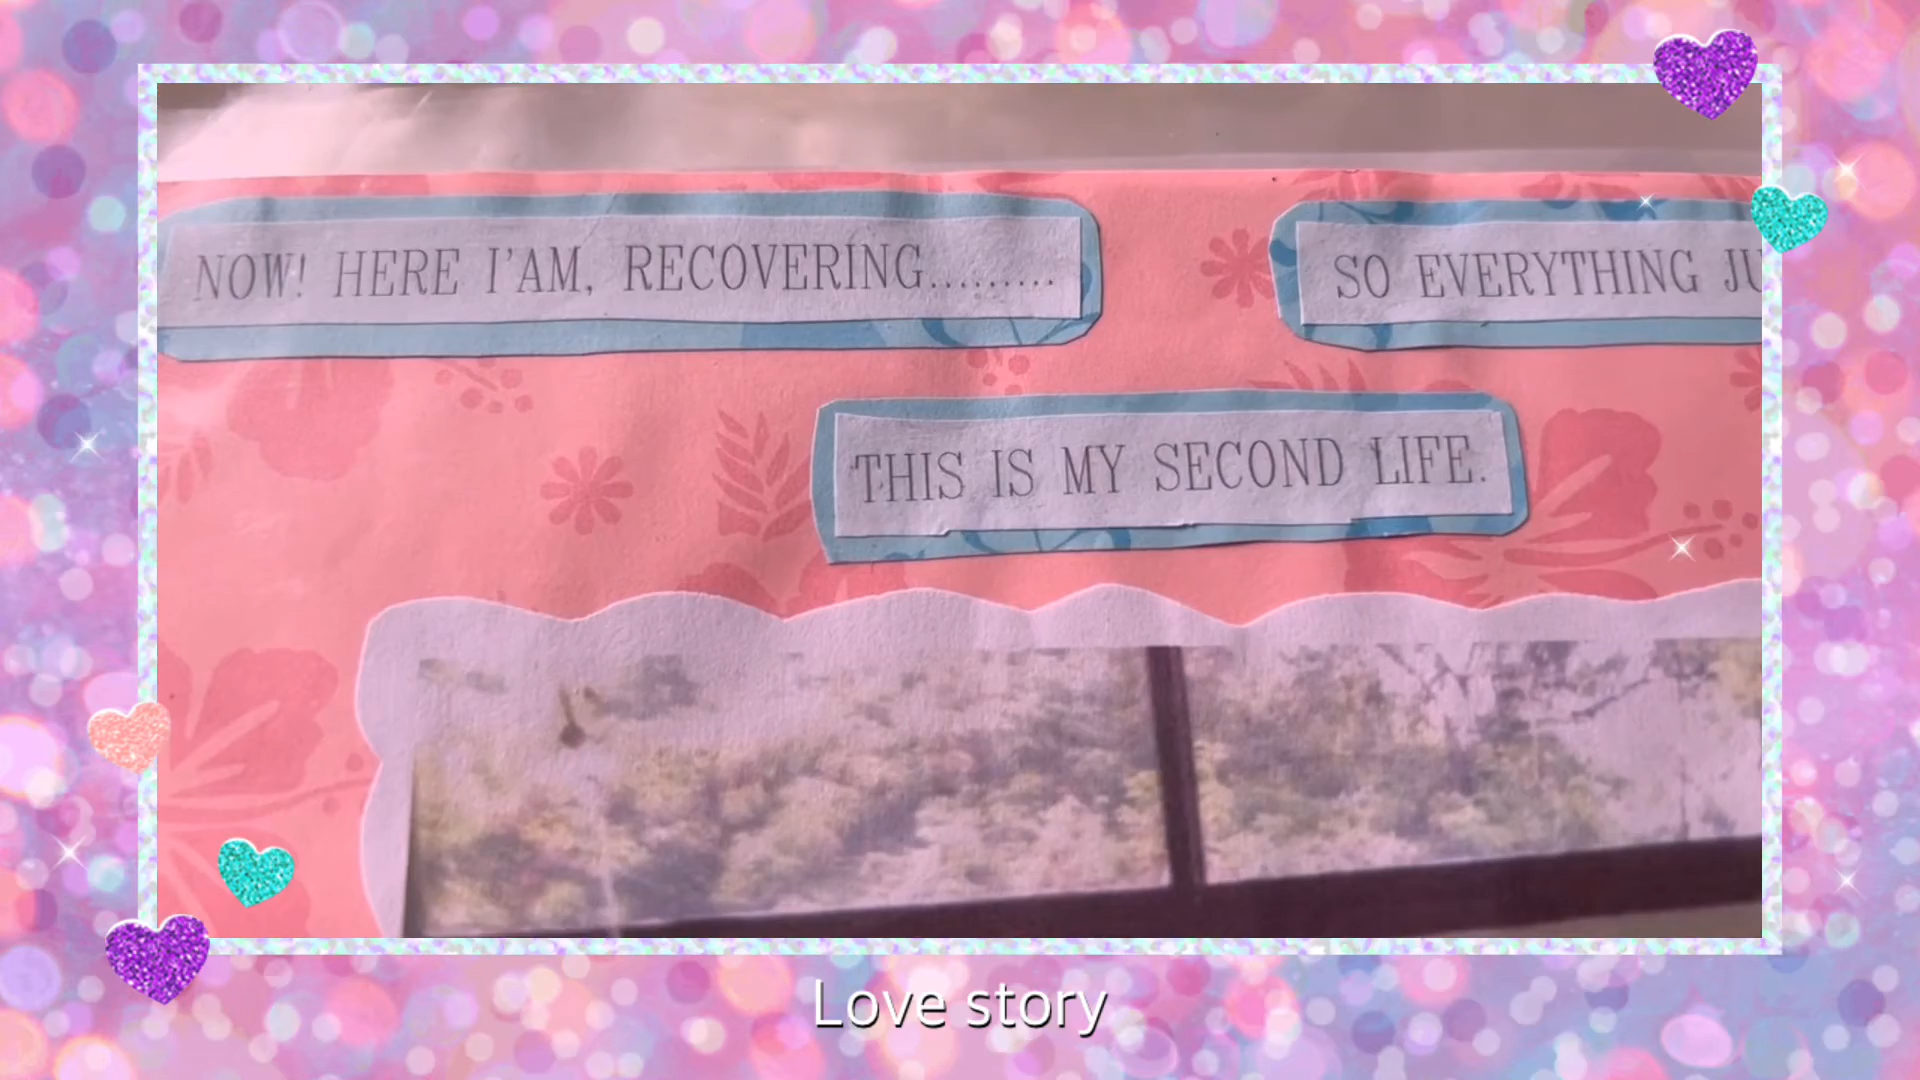 NOW! HERE I'AM, RECOVERING.........
SO EVERYTHING
THIS IS MY SECOND LIFE.
Love story